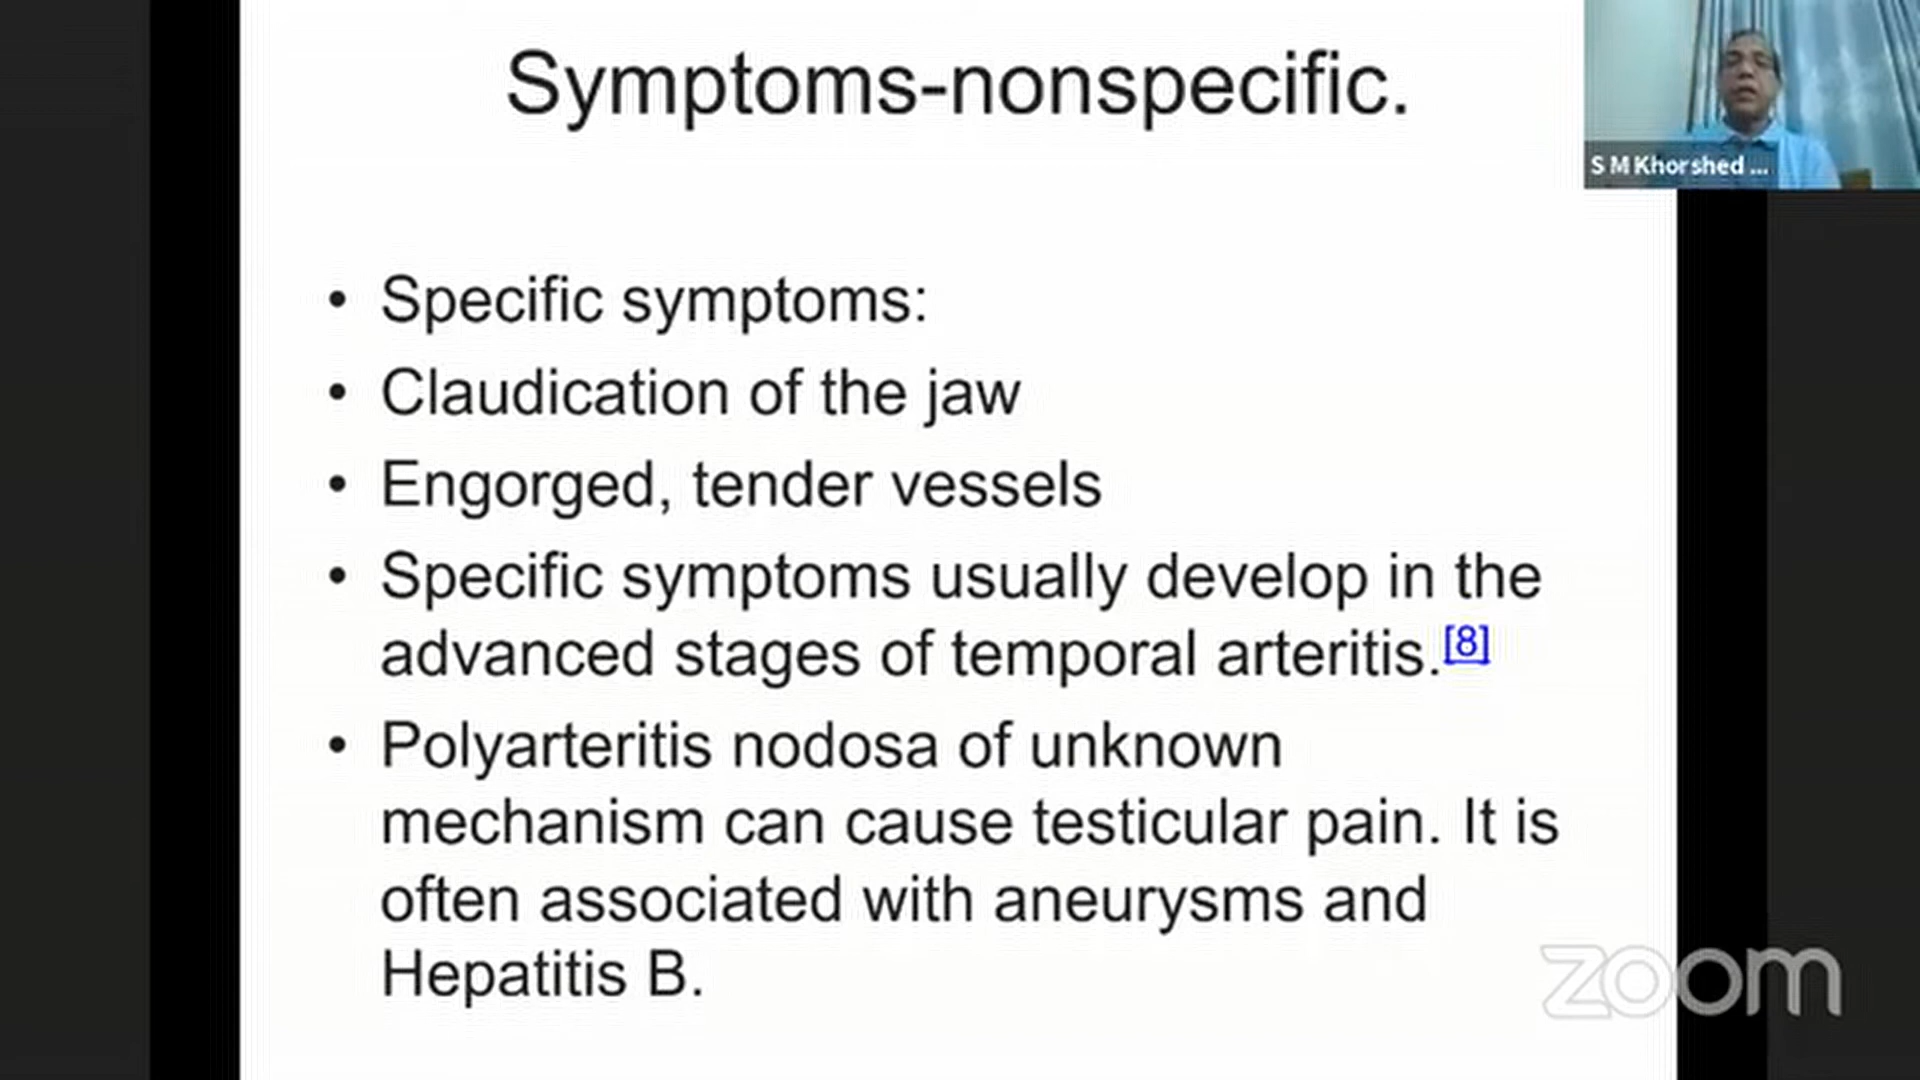 Symptoms-nonspecific.
S M Khorshed ...
• Specific symptoms:
• Claudication of the jaw
• Engorged, tender vessels
• Specific symptoms usually develop in the
advanced stages of temporal arteritis.[8]
• Polyarteritis nodosa of unknown
mechanism can cause testicular pain. It is
often associated with aneurysms and
Hepatitis B.
zoom